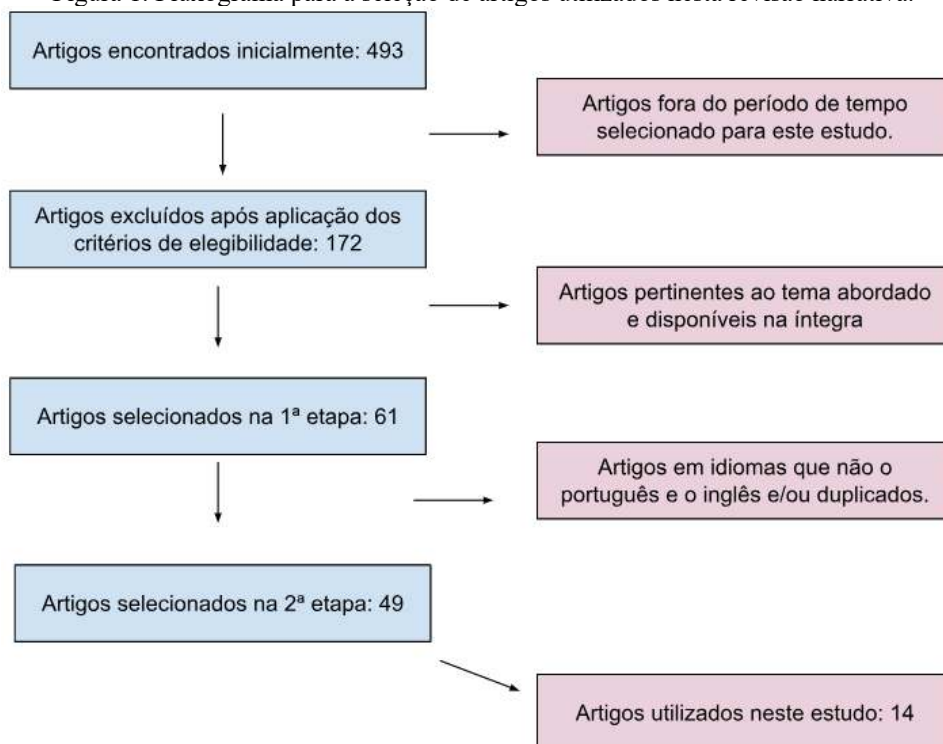 Artigos encontrados inicialmente: 493
Artigos fora do período de tempo
selecionado para este estudo.
Artigos excluídos após aplicação dos
critérios de elegibilidade: 172
Artigos pertinentes ao tema abordado
e disponíveis na íntegra
Artigos selecionados na 1ª etapa: 61
Artigos em idiomas que não o
português e o inglês e/ou duplicados.
Artigos selecionados na 2ª etapa: 49
Artigos utilizados neste estudo: 14